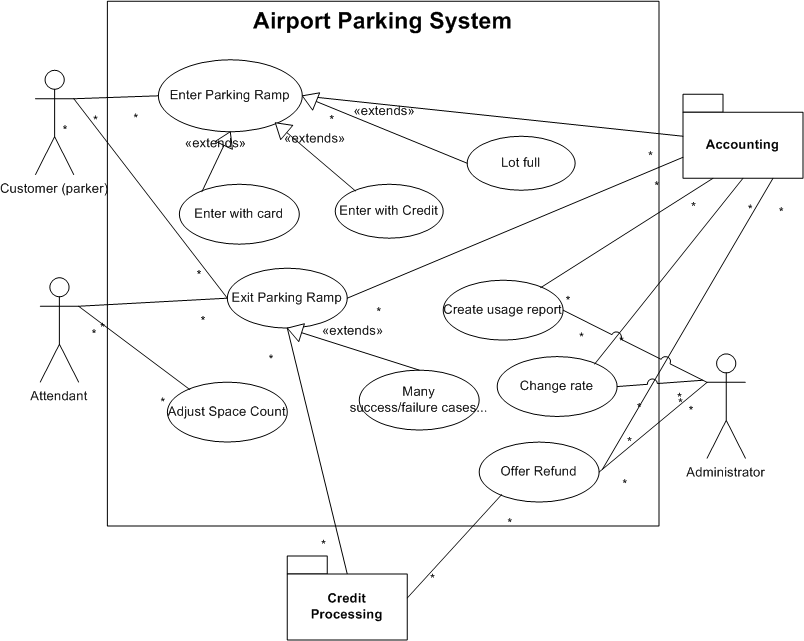 Airport Parking System
Enter Parking Ramp
«extends»
Accounting
«extends»
«extends»
Lot full
Customer (parker)
Enter with card
Enter with Credit
Exit Parking Ramp
Create usage report
«extends»
Attendant
Adjust Space Count
Many
success/failure cases...
Change rate
Administrator
Offer Refund
Credit
Processing